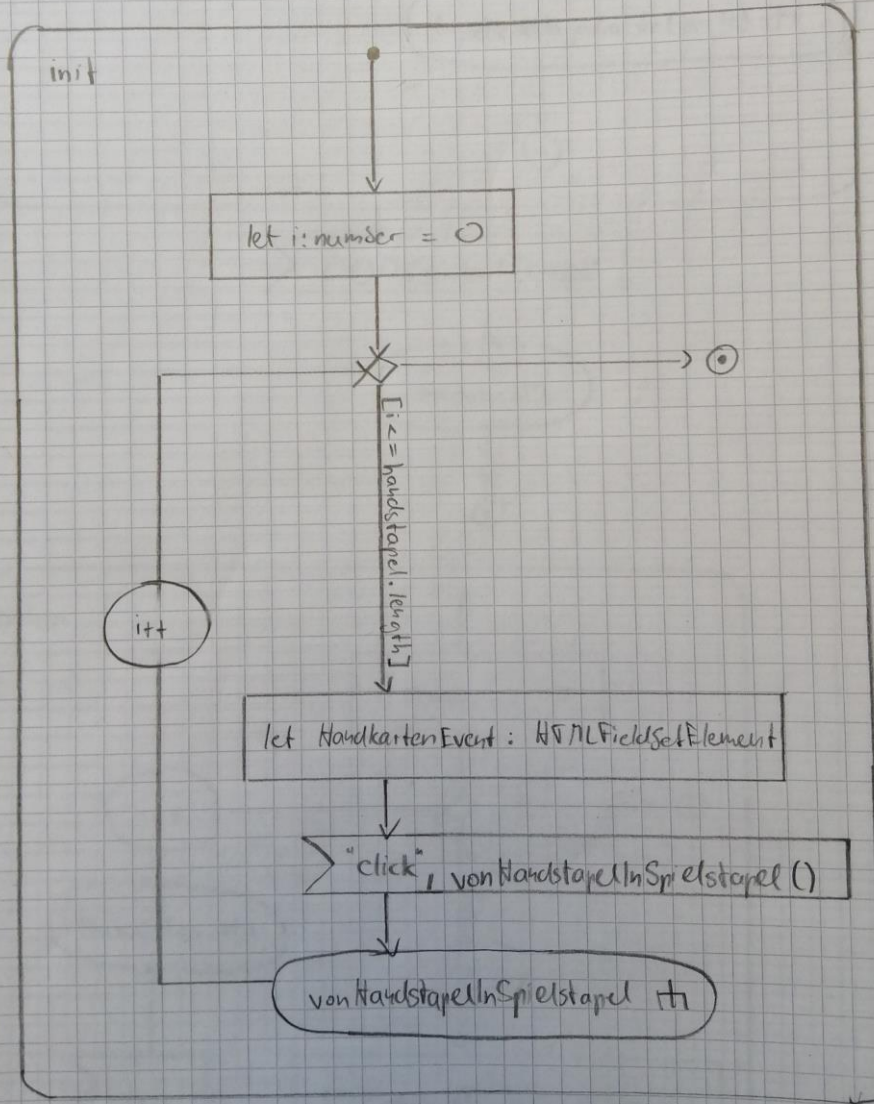 init
let i:number = 0
[i<=handstapel.length]
i++
let HandkartenEvent: HTMLFieldSetElement
"click", vonHandstapelInSpielstapel()
vonHandstapelInSpielstapel